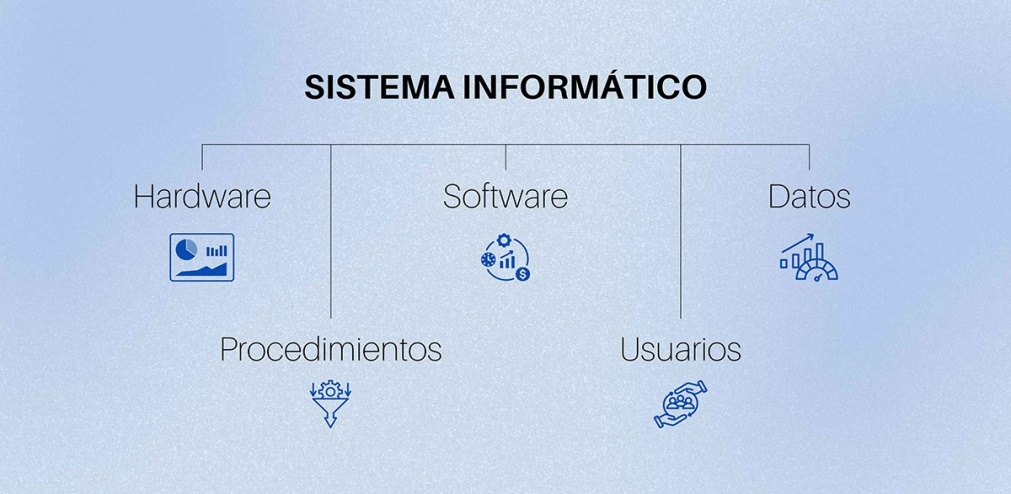 SISTEMA INFORMÁTICO
Hardware
Software
Datos
Procedimientos
Usuarios
$